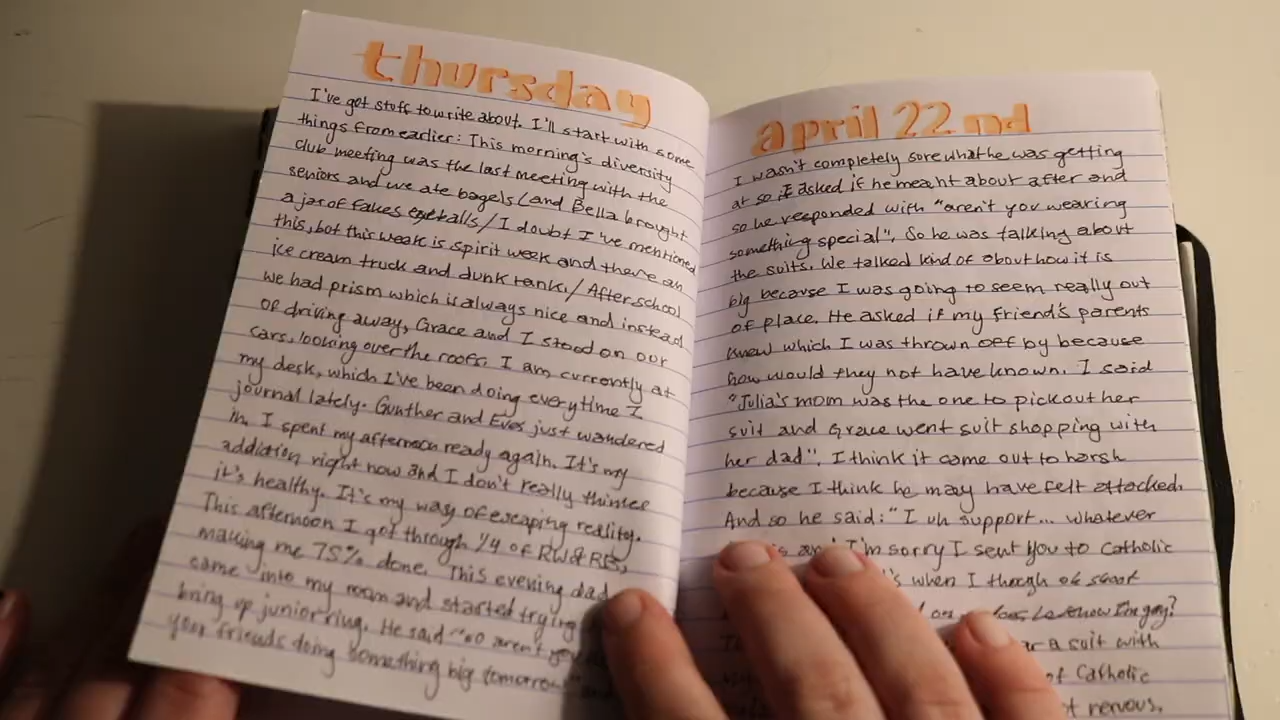 thursday
I've got stuff to write about. I'll start with some
things from earlier: This morning's diversity
club meeting was the last meeting with the
seniors and we ate bagels (and Bella brought
a jar of fakes eyeballs / I doubt I've mentioned
this, but this week is spirit week and there an
ice cream truck and dunk tank. / After school
we had prism which is always nice and instead
of driving away, Grace and I stood on our
cars, looking over the roofs. I am currently at
my desk, which I've been doing everytime I
journal lately. Gunther and Eves just wandered
in. I spent my afternoon ready again. It's my
addiction right now and I don't really
it's healthy. It's my way of escaping reality.
This afternoon I got through 1/4 of RW&RB,
making me 75% done. This evening dad
came into my room and started trying
bring up junior ring. He said "so aren't you
your friends doing something big tomorrow"
april 22nd
I wasn't completely sure what he was getting
at so I asked if he meant about after and
so he responded with "aren't you wearing
something special". So he was talking about
the suits. We talked kind of about how it is
big because I was going to seem really out
of place. He asked if my friend's parents
knew which I was thrown off by because
how would they not have known. I said
"Julia's mom was the one to pick out her
suit and Grace went suit shopping with
her dad". I think it came out to harsh
because I think he may have felt attacked.
And so he said: "I uh support... whatever
I'm sorry I sent you to Catholic
when I though oh shoot
does he know I'm gay?
a suit with
of Catholic
nervous.